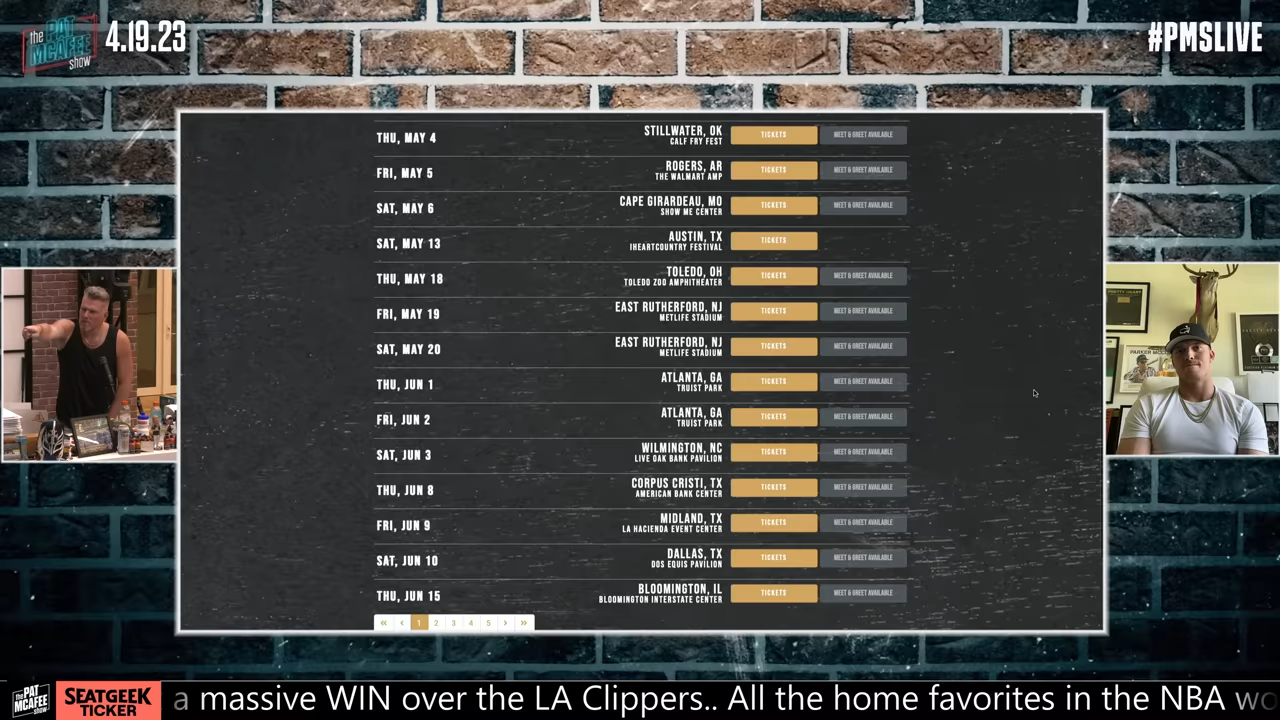 the PAT MCAFEE show
4.19.23
#PMSLIVE
THU, MAY 4
STILLWATER, OK
CALF FRY FEST
TICKETS
MEET & GREET AVAILABLE
FRI, MAY 5
ROGERS, AR
THE WALMART AMP
TICKETS
MEET & GREET AVAILABLE
SAT, MAY 6
CAPE GIRARDEAU, MO
SHOW ME CENTER
TICKETS
MEET & GREET AVAILABLE
SAT, MAY 13
AUSTIN, TX
IHEARTCOUNTRY FESTIVAL
TICKETS
THU, MAY 18
TOLEDO, OH
TOLEDO ZOO AMPHITHEATER
TICKETS
MEET & GREET AVAILABLE
FRI, MAY 19
EAST RUTHERFORD, NJ
METLIFE STADIUM
TICKETS
MEET & GREET AVAILABLE
SAT, MAY 20
EAST RUTHERFORD, NJ
METLIFE STADIUM
TICKETS
MEET & GREET AVAILABLE
THU, JUN 1
ATLANTA, GA
TRUIST PARK
TICKETS
MEET & GREET AVAILABLE
FRI, JUN 2
ATLANTA, GA
TRUIST PARK
TICKETS
MEET & GREET AVAILABLE
SAT, JUN 3
WILMINGTON, NC
LIVE OAK BANK PAVILION
TICKETS
MEET & GREET AVAILABLE
THU, JUN 8
CORPUS CRISTI, TX
AMERICAN BANK CENTER
TICKETS
MEET & GREET AVAILABLE
FRI, JUN 9
MIDLAND, TX
LA HACIENDA EVENT CENTER
TICKETS
MEET & GREET AVAILABLE
SAT, JUN 10
DALLAS, TX
DOS EQUIS PAVILION
TICKETS
MEET & GREET AVAILABLE
THU, JUN 15
BLOOMINGTON, IL
BLOOMINGTON INTERSTATE CENTER
TICKETS
MEET & GREET AVAILABLE
« ‹ 1 2 3 4 5 › »
PRETTY HEART
PARKER
the PAT MCAFEE show
SEATGEEK
TICKER
a massive WIN over the LA Clippers.. All the home favorites in the NBA wo